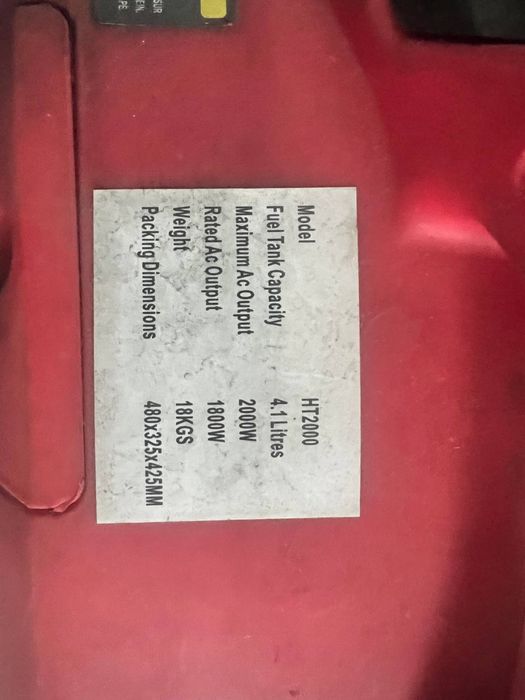 Model HT2000
Fuel Tank Capacity 4.1 Litres
Maximum Ac Output 2000W
Rated Ac Output 1800W
Weight 18KGS
Packing Dimensions 480x325x425MM